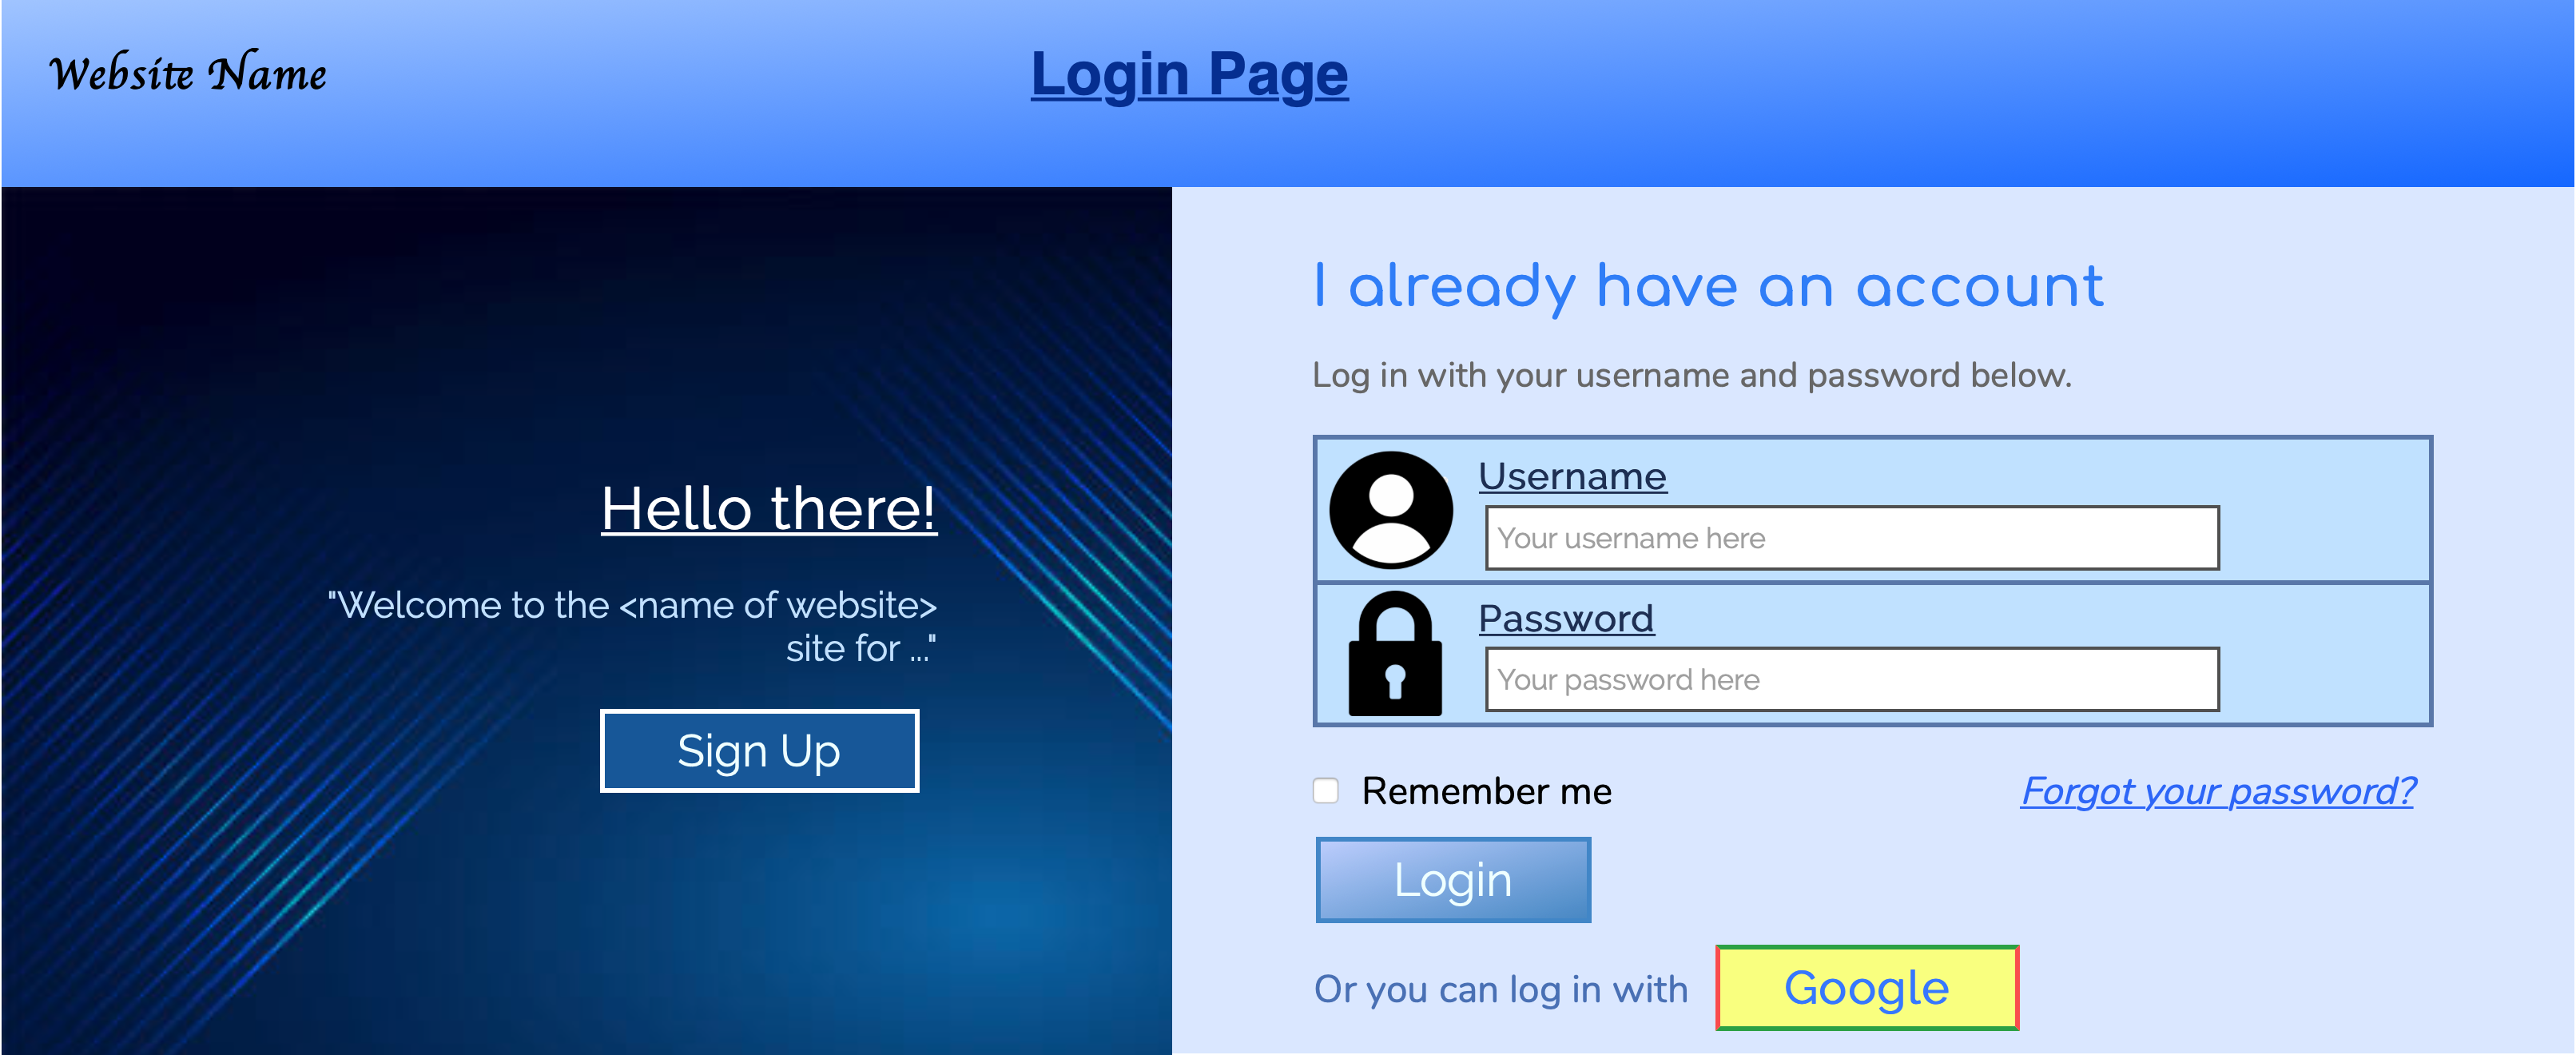 Website Name
Login Page
Hello there!
"Welcome to the <name of website>
site for ..."
Sign Up
I already have an account
Log in with your username and password below.
Username
Your username here
Password
Your password here
Remember me
Forgot your password?
Login
Or you can log in with
Google